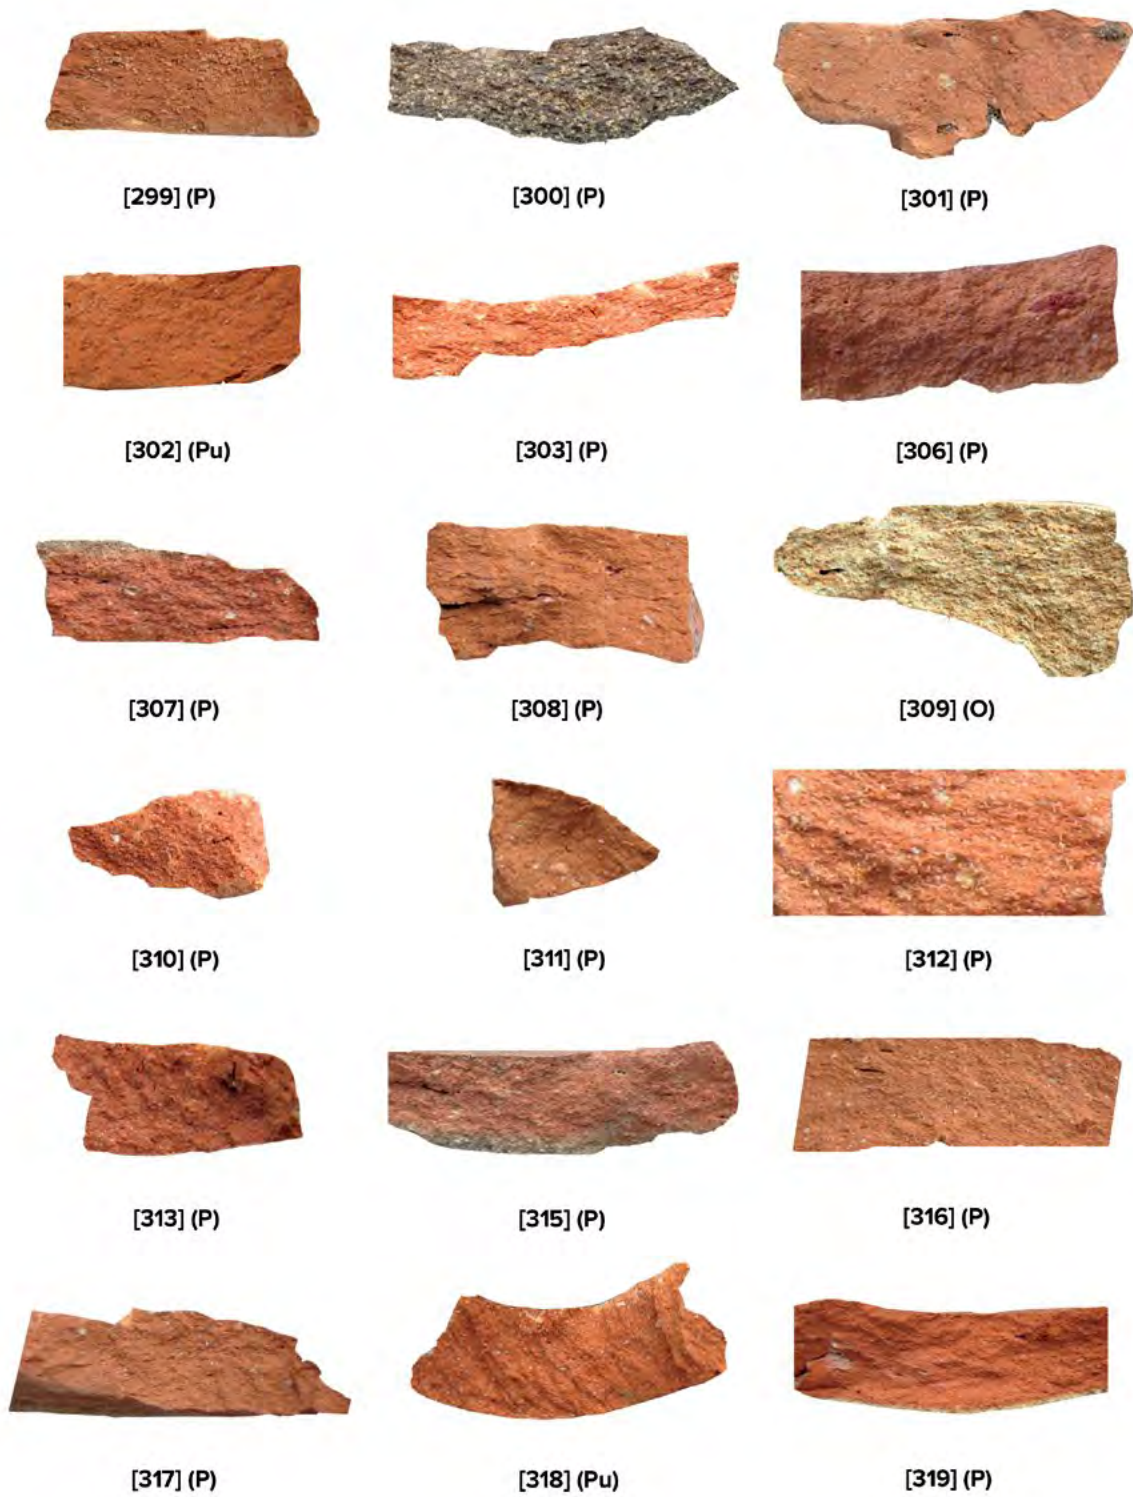 [299] (P)
[300] (P)
[301] (P)
[302] (Pu)
[303] (P)
[306] (P)
[307] (P)
[308] (P)
[309] (O)
[310] (P)
[311] (P)
[312] (P)
[313] (P)
[315] (P)
[316] (P)
[317] (P)
[318] (Pu)
[319] (P)